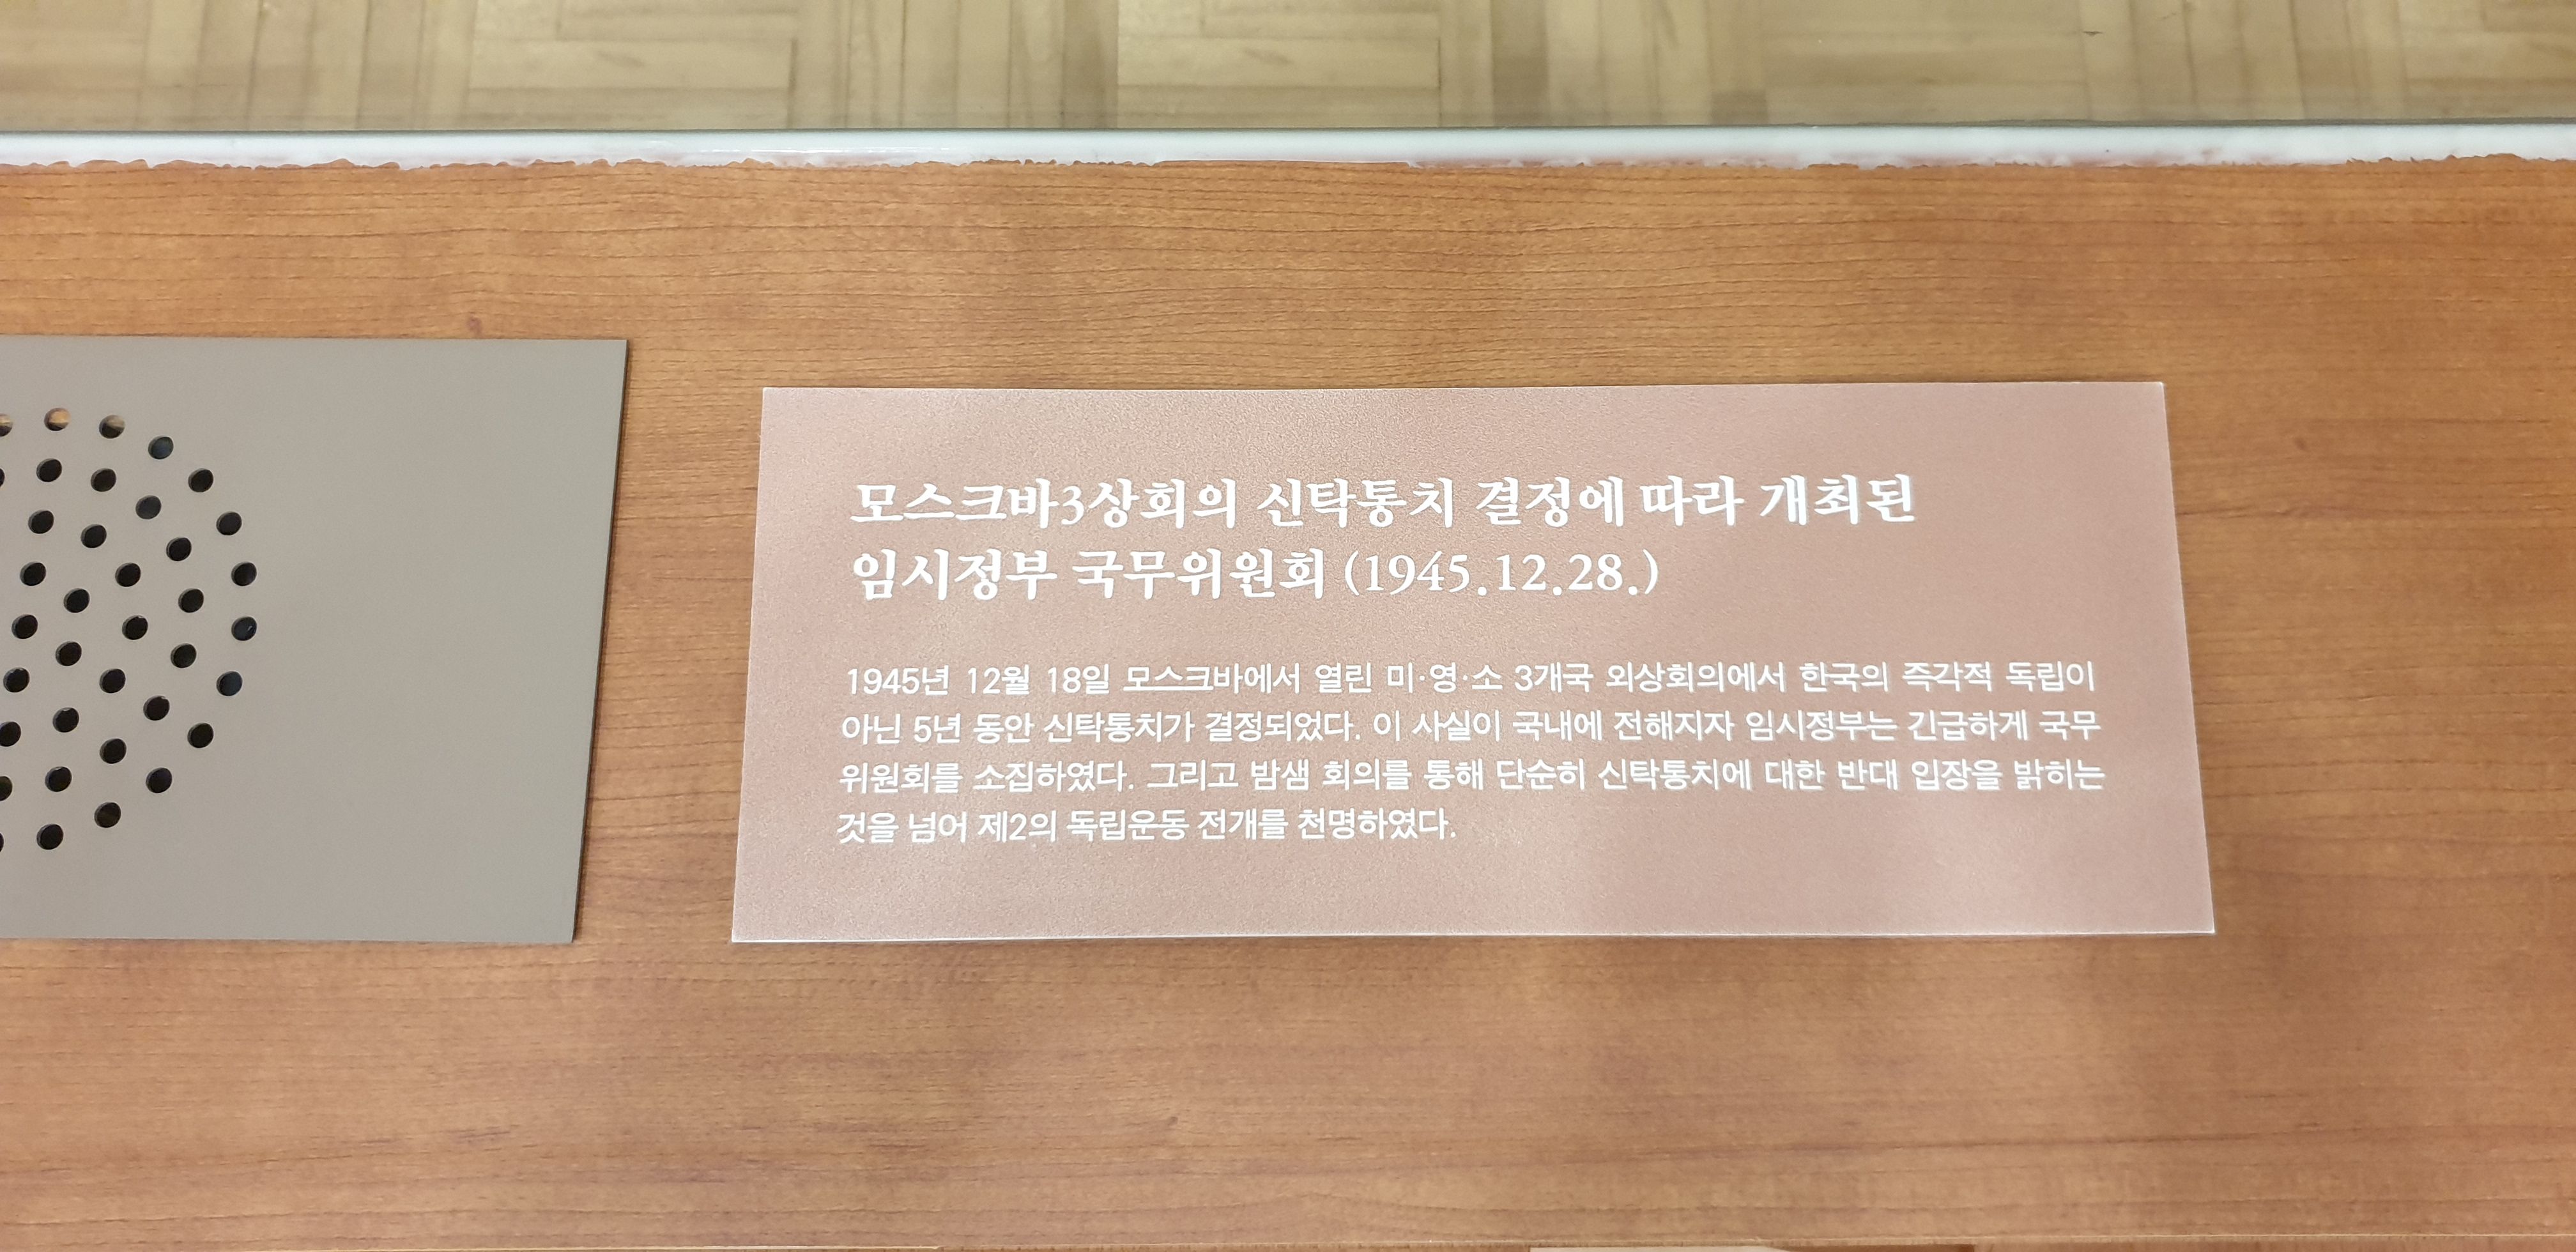 모스크바3상회의 신탁통치 결정에 따라 개최된
임시정부 국무위원회 (1945.12.28.)
1945년 12월 18일 모스크바에서 열린 미·영·소 3개국 외상회의에서 한국의 즉각적 독립이
아닌 5년 동안 신탁통치가 결정되었다. 이 사실이 국내에 전해지자 임시정부는 긴급하게 국무
위원회를 소집하였다. 그리고 밤샘 회의를 통해 단순히 신탁통치에 대한 반대 입장을 밝히는
것을 넘어 제2의 독립운동 전개를 천명하였다.